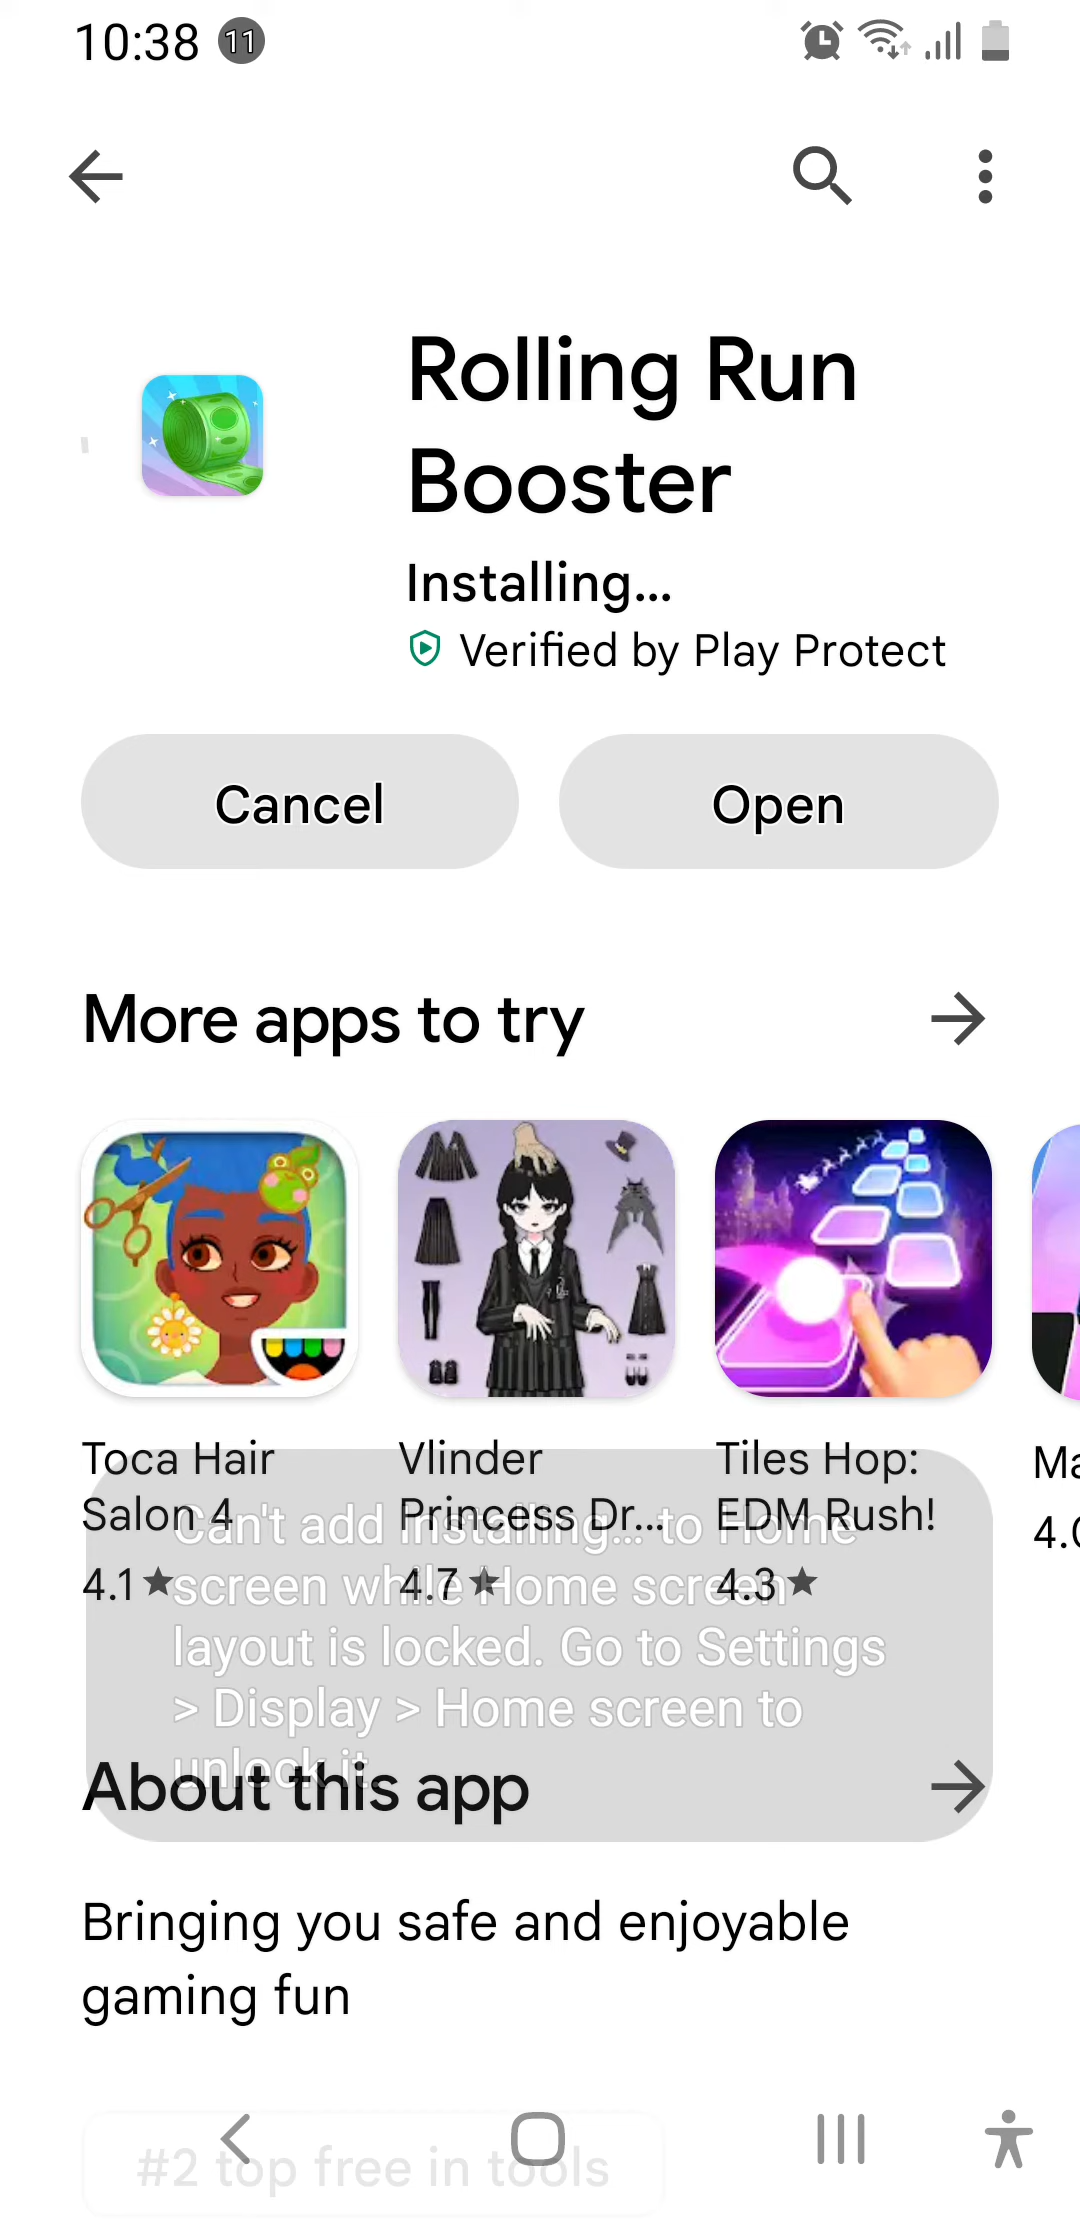 10:38 11
Rolling Run
Booster
Installing...
Verified by Play Protect
Cancel
Open
More apps to try
Toca Hair
Salon 4
4.1★
Vlinder
Princess Dr...
4.7★
Tiles Hop:
EDM Rush!
4.3★
Ma
4.0
Can't add Installing... to Home
screen while Home screen
layout is locked. Go to Settings
> Display > Home screen to
unlock it.
About this app
Bringing you safe and enjoyable
gaming fun
#2 top free in tools